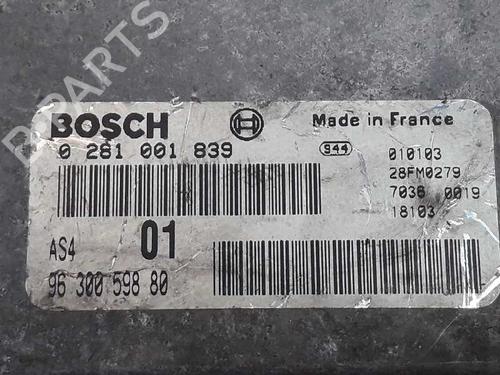 B-PARTS
BOSCH
Made in France
0 281 001 839
944
010103
28FM0279
7036 0019
18103
AS4
01
96 300 598 80